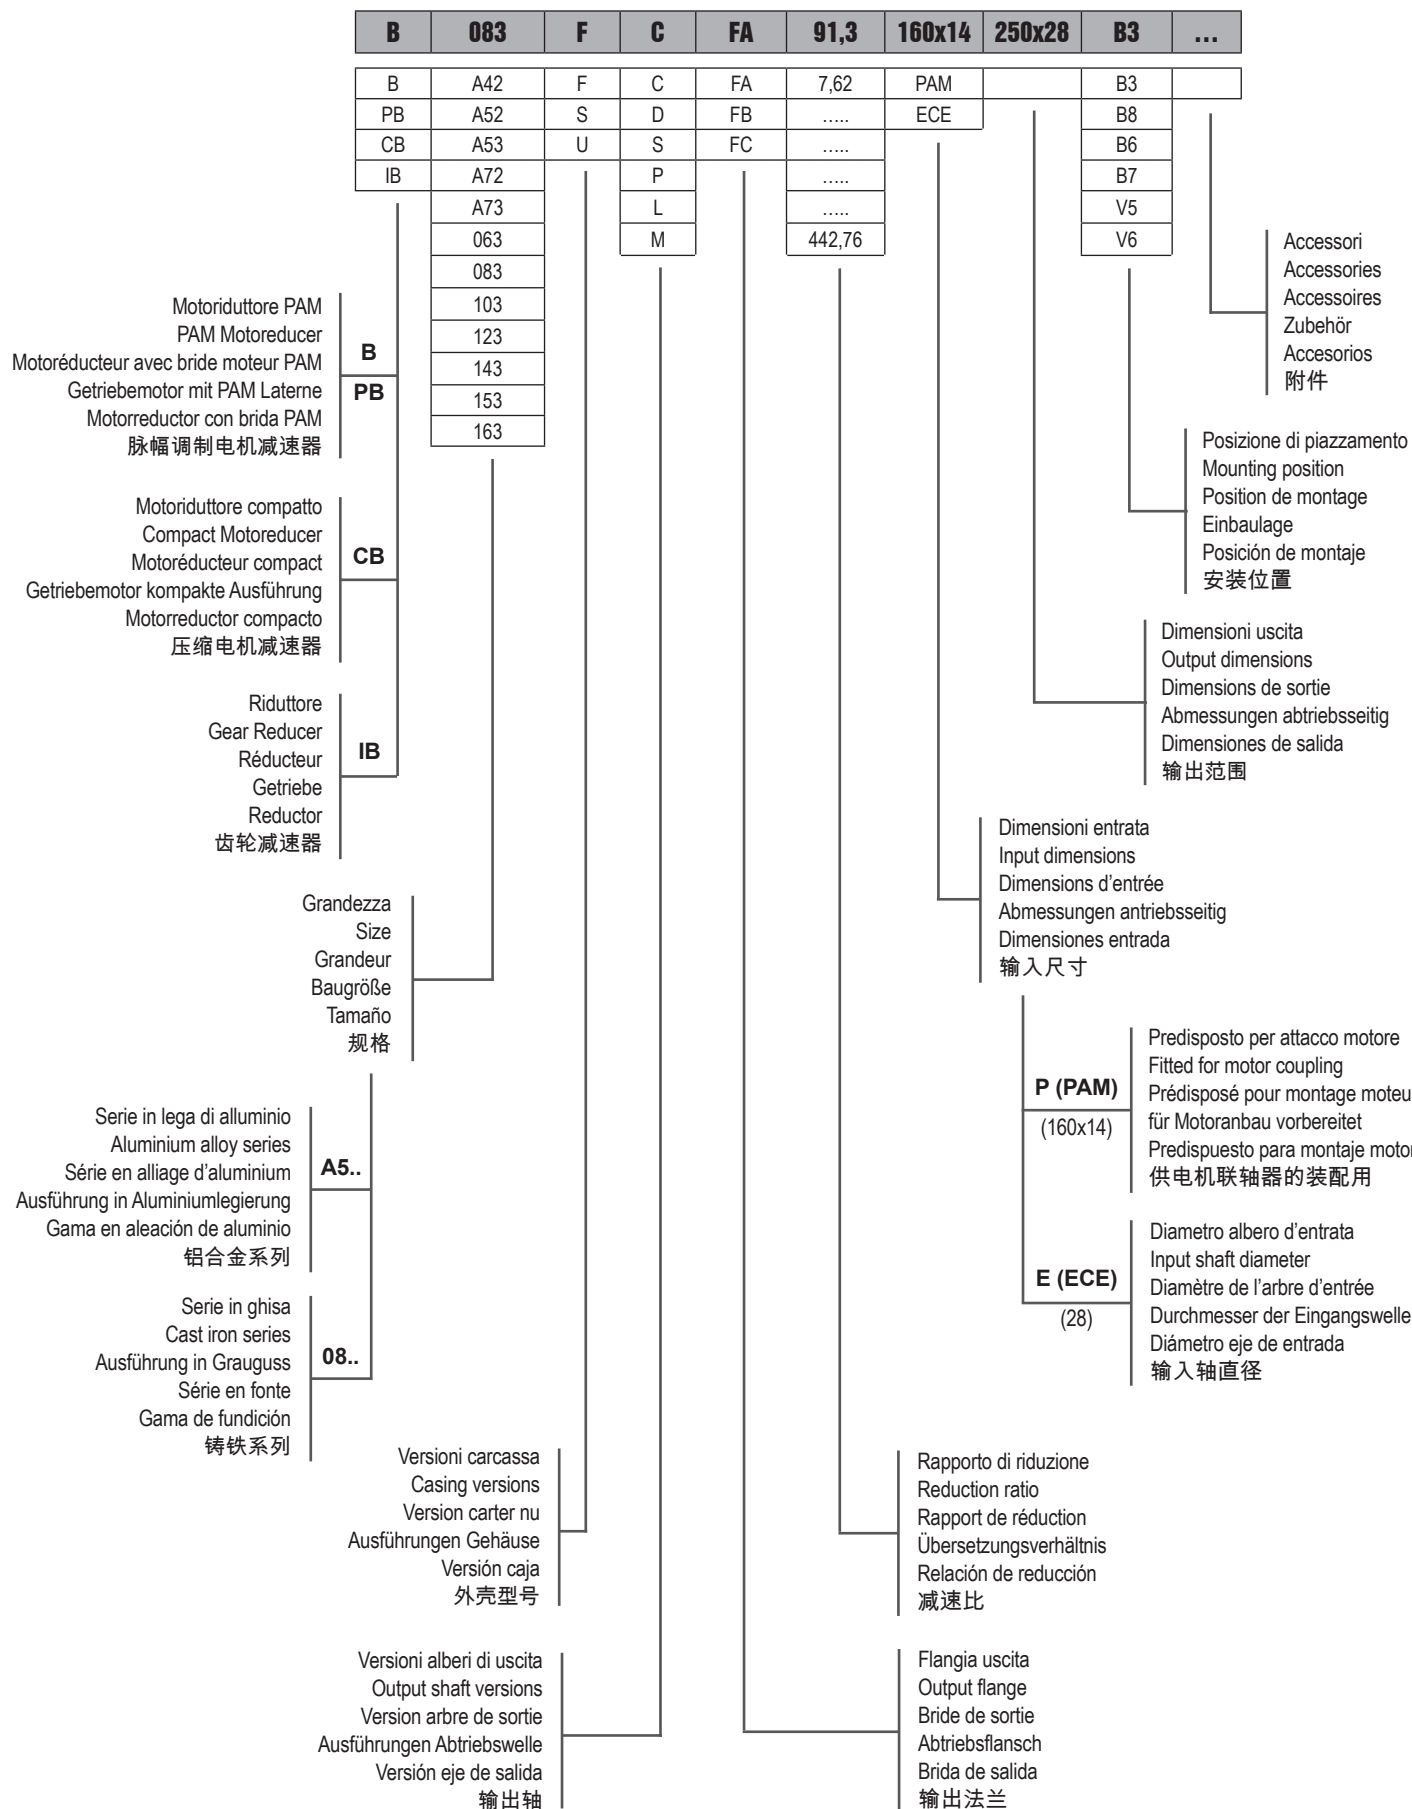 B 083 F C FA 91,3 160x14 250x28 B3 ...
B A42 F C FA 7,62 PAM B3
PB A52 S D FB ..... ECE B8
CB A53 U S FC ..... B6
IB A72 P ..... B7
A73 L ..... V5
063 M 442,76 V6
083
103
123
143
153
163
Motoriduttore PAM
PAM Motoreducer
Motoréducteur avec bride moteur PAM
Getriebemotor mit PAM Laterne
Motorreductor con brida PAM
脉幅调制电机减速器
B
PB
Motoriduttore compatto
Compact Motoreducer
Motoréducteur compact
Getriebemotor kompakte Ausführung
Motorreductor compacto
压缩电机减速器
CB
Riduttore
Gear Reducer
Réducteur
Getriebe
Reductor
齿轮减速器
IB
Grandezza
Size
Grandeur
Baugröße
Tamaño
规格
Serie in lega di alluminio
Aluminium alloy series
Série en alliage d’aluminium
Ausführung in Aluminiumlegierung
Gama en aleación de aluminio
铝合金系列
A5..
Serie in ghisa
Cast iron series
Ausführung in Grauguss
Série en fonte
Gama de fundición
铸铁系列
08..
Versioni carcassa
Casing versions
Version carter nu
Ausführungen Gehäuse
Versión caja
外壳型号
Versioni alberi di uscita
Output shaft versions
Version arbre de sortie
Ausführungen Abtriebswelle
Versión eje de salida
输出轴
Accessori
Accessories
Accessoires
Zubehör
Accesorios
附件
Posizione di piazzamento
Mounting position
Position de montage
Einbaulage
Posición de montaje
安装位置
Dimensioni uscita
Output dimensions
Dimensions de sortie
Abmessungen abtriebsseitig
Dimensiones de salida
输出范围
Dimensioni entrata
Input dimensions
Dimensions d’entrée
Abmessungen antriebsseitig
Dimensiones entrada
输入尺寸
P (PAM)
(160x14)
Predisposto per attacco motore
Fitted for motor coupling
Prédisposé pour montage moteu
für Motoranbau vorbereitet
Predispuesto para montaje motor
供电机联轴器的装配用
E (ECE)
(28)
Diametro albero d’entrata
Input shaft diameter
Diamètre de l’arbre d’entrée
Durchmesser der Eingangswelle
Diámetro eje de entrada
输入轴直径
Rapporto di riduzione
Reduction ratio
Rapport de réduction
Übersetzungsverhältnis
Relación de reducción
减速比
Flangia uscita
Output flange
Bride de sortie
Abtriebsflansch
Brida de salida
输出法兰